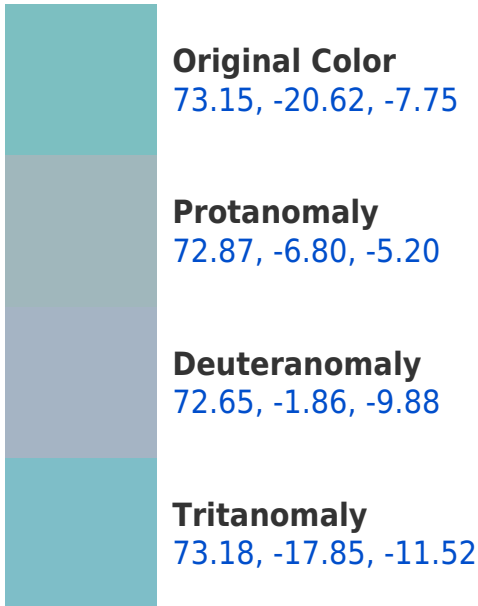 Original Color
73.15, -20.62, -7.75
Protanomaly
72.87, -6.80, -5.20
Deuteranomaly
72.65, -1.86, -9.88
Tritanomaly
73.18, -17.85, -11.52